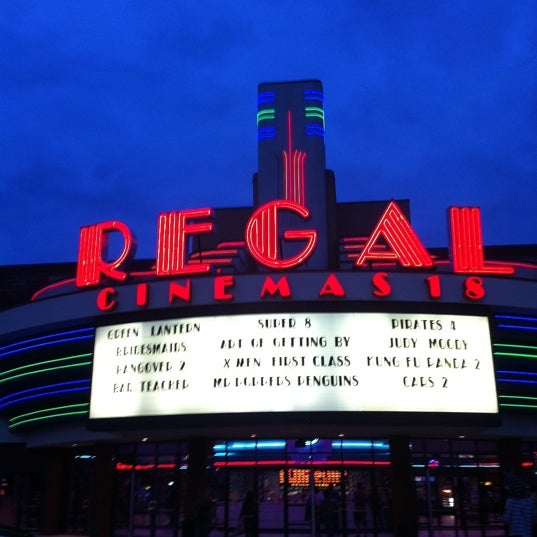 REGAL
CINEMAS 18
GREEN LANTERN
BRIDESMAIDS
HANGOVER 2
BAD TEACHER
SUPER 8
ART OF GETTING BY
X MEN FIRST CLASS
MR POPPERS PENGUINS
PIRATES 4
JUDY MOODY
KUNG FU PANDA 2
CARS 2